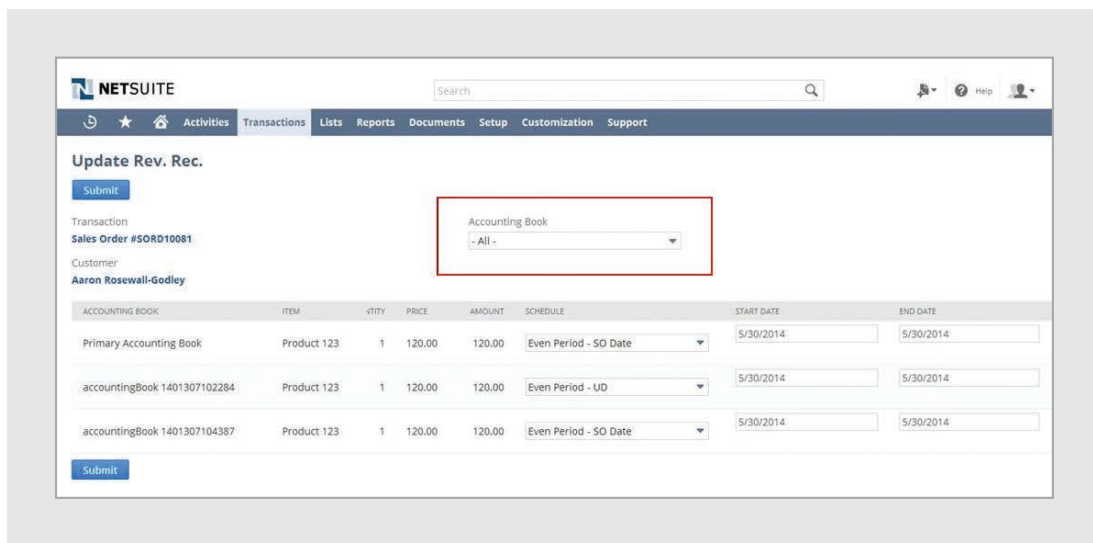 NETSUITE
Search
Help
Activities Transactions Lists Reports Documents Setup Customization Support
Update Rev. Rec.
Submit
Transaction
Sales Order #SORD10081
Accounting Book
- All -
Customer
Aaron Rosewall-Godley
ACCOUNTING BOOK ITEM NTITY PRICE AMOUNT SCHEDULE START DATE END DATE
Primary Accounting Book Product 123 1 120.00 120.00 Even Period - SO Date 5/30/2014 5/30/2014
accountingBook 1401307102284 Product 123 1 120.00 120.00 Even Period - UD 5/30/2014 5/30/2014
accountingBook 1401307104387 Product 123 1 120.00 120.00 Even Period - SO Date 5/30/2014 5/30/2014
Submit